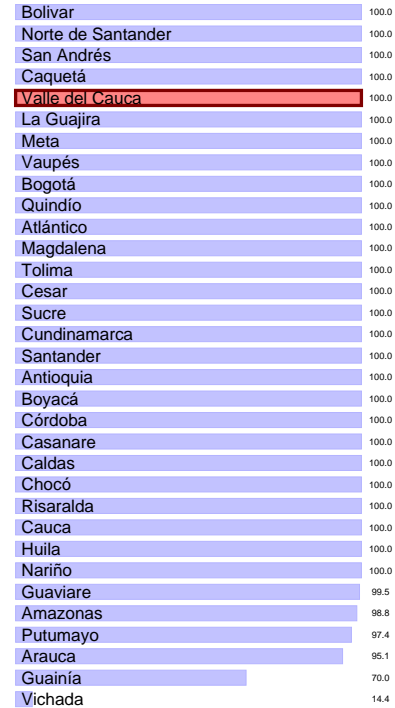 Bolivar 100.0
Norte de Santander 100.0
San Andrés 100.0
Caquetá 100.0
Valle del Cauca 100.0
La Guajira 100.0
Meta 100.0
Vaupés 100.0
Bogotá 100.0
Quindío 100.0
Atlántico 100.0
Magdalena 100.0
Tolima 100.0
Cesar 100.0
Sucre 100.0
Cundinamarca 100.0
Santander 100.0
Antioquia 100.0
Boyacá 100.0
Córdoba 100.0
Casanare 100.0
Caldas 100.0
Chocó 100.0
Risaralda 100.0
Cauca 100.0
Huila 100.0
Nariño 100.0
Guaviare 99.5
Amazonas 98.8
Putumayo 97.4
Arauca 95.1
Guainía 70.0
Vichada 14.4